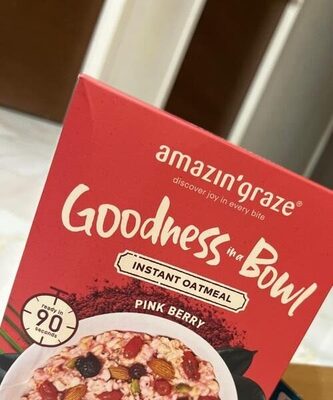 amazin'graze®
discover joy in every bite
Goodness in a Bowl
INSTANT OATMEAL
PINK BERRY
ready in
90
seconds